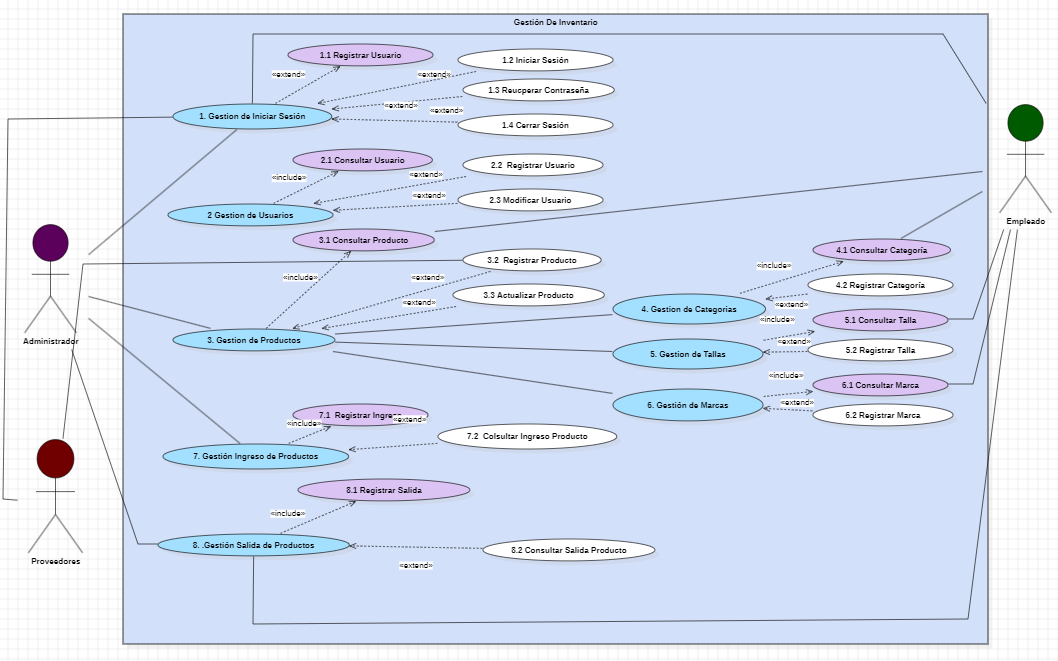 Gestión De Inventario
1.1 Registrar Usuario
1.2 Iniciar Sesión
«extend»
«extend»
1.3 Reucperar Contraseña
«extend»
«extend»
1. Gestion de Iniciar Sesión
1.4 Cerrar Sesión
2.1 Consultar Usuario
2.2 Registrar Usuario
«include»
«extend»
«extend»
2.3 Modificar Usuario
2 Gestion de Usuarios
Empleado
3.1 Consultar Producto
4.1 Consultar Categoría
3.2 Registrar Producto
«include»
«include»
«extend»
4.2 Registrar Categoría
3.3 Actualizar Producto
«extend»
«extend»
4. Gestion de Categorias
«include»
5.1 Consultar Talla
Administrador
3. Gestion de Productos
«extend»
5. Gestion de Tallas
5.2 Registrar Talla
«include»
6.1 Consultar Marca
6. Gestión de Marcas
«extend»
6.2 Registrar Marca
7.1 Registrar Ingreso
«include»
«extend»
7.2 Colsultar Ingreso Producto
7. Gestión Ingreso de Productos
8.1 Registrar Salida
«include»
8. .Gestión Salida de Productos
8.2 Consultar Salida Producto
Proveedores
«extend»